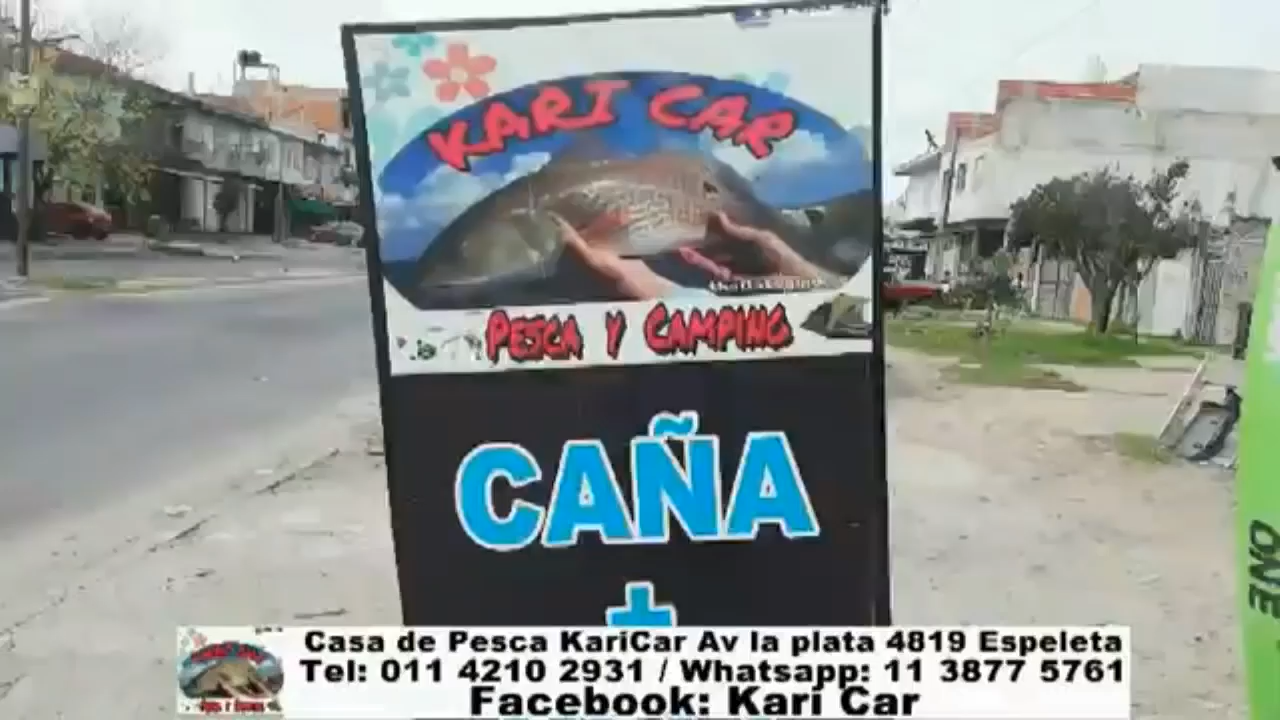 KARI CAR
PESCA Y CAMPING
CAÑA
+
ONE
Casa de Pesca KariCar Av la plata 4819 Espeleta
Tel: 011 4210 2931 / Whatsapp: 11 3877 5761
Facebook: Kari Car